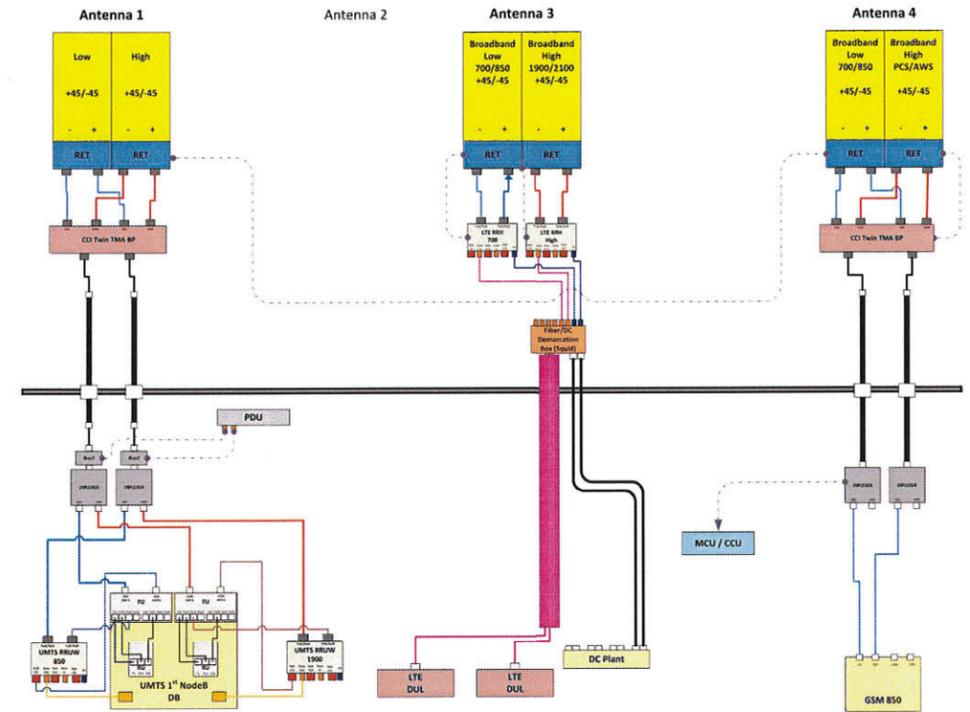 Antenna 1
Antenna 2
Antenna 3
Antenna 4
Low
High
+45/-45
+45/-45
- +
- +
RET
RET
Broadband
Low
700/850
+45/-45
Broadband
High
1900/2100
+45/-45
- +
- +
RET
RET
Broadband
Low
700/850
+45/-45
Broadband
High
PCS/AWS
+45/-45
- +
- +
RET
RET
CCI Twin TMA BP
LTE RRH
700
LTE RRH
High
CCI Twin TMA BP
Fiber/DC
Demarcation
Box (Squid)
PDU
DIPLEXER
DIPLEXER
DIPLEXER
DIPLEXER
MCU / CCU
FU
FU
UMTS RRUW
850
UMTS RRUW
1900
RU
RU
UMTS 1st NodeB
DB
LTE
DUL
LTE
DUL
DC Plant
GSM 850